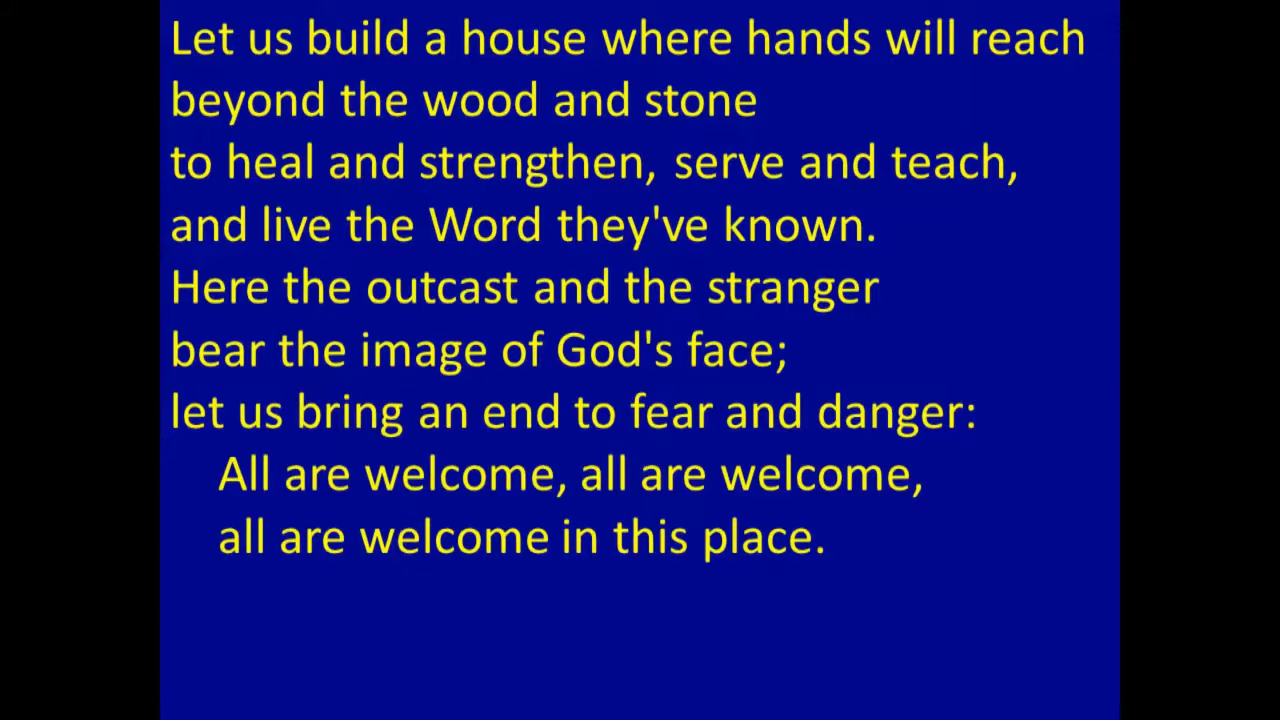 Let us build a house where hands will reach
beyond the wood and stone
to heal and strengthen, serve and teach,
and live the Word they've known.
Here the outcast and the stranger
bear the image of God's face;
let us bring an end to fear and danger:
All are welcome, all are welcome,
all are welcome in this place.